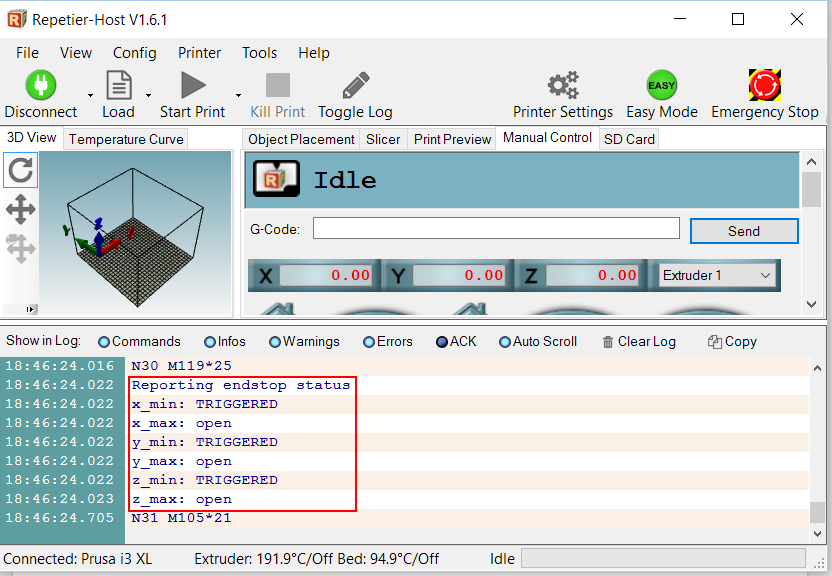 Repetier-Host V1.6.1
File View Config Printer Tools Help
Disconnect Load Start Print Kill Print Toggle Log Printer Settings Easy Mode Emergency Stop
EASY
3D View Temperature Curve Object Placement Slicer Print Preview Manual Control SD Card
Idle
G-Code: Send
X 0.00 Y 0.00 Z 0.00 Extruder 1
Show in Log: Commands Infos Warnings Errors ACK Auto Scroll Clear Log Copy
18:46:24.016 N30 M119*25
18:46:24.022 Reporting endstop status
18:46:24.022 x_min: TRIGGERED
18:46:24.022 x_max: open
18:46:24.022 y_min: TRIGGERED
18:46:24.022 y_max: open
18:46:24.022 z_min: TRIGGERED
18:46:24.023 z_max: open
18:46:24.705 N31 M105*21
Connected: Prusa i3 XL Extruder: 191.9°C/Off Bed: 94.9°C/Off Idle